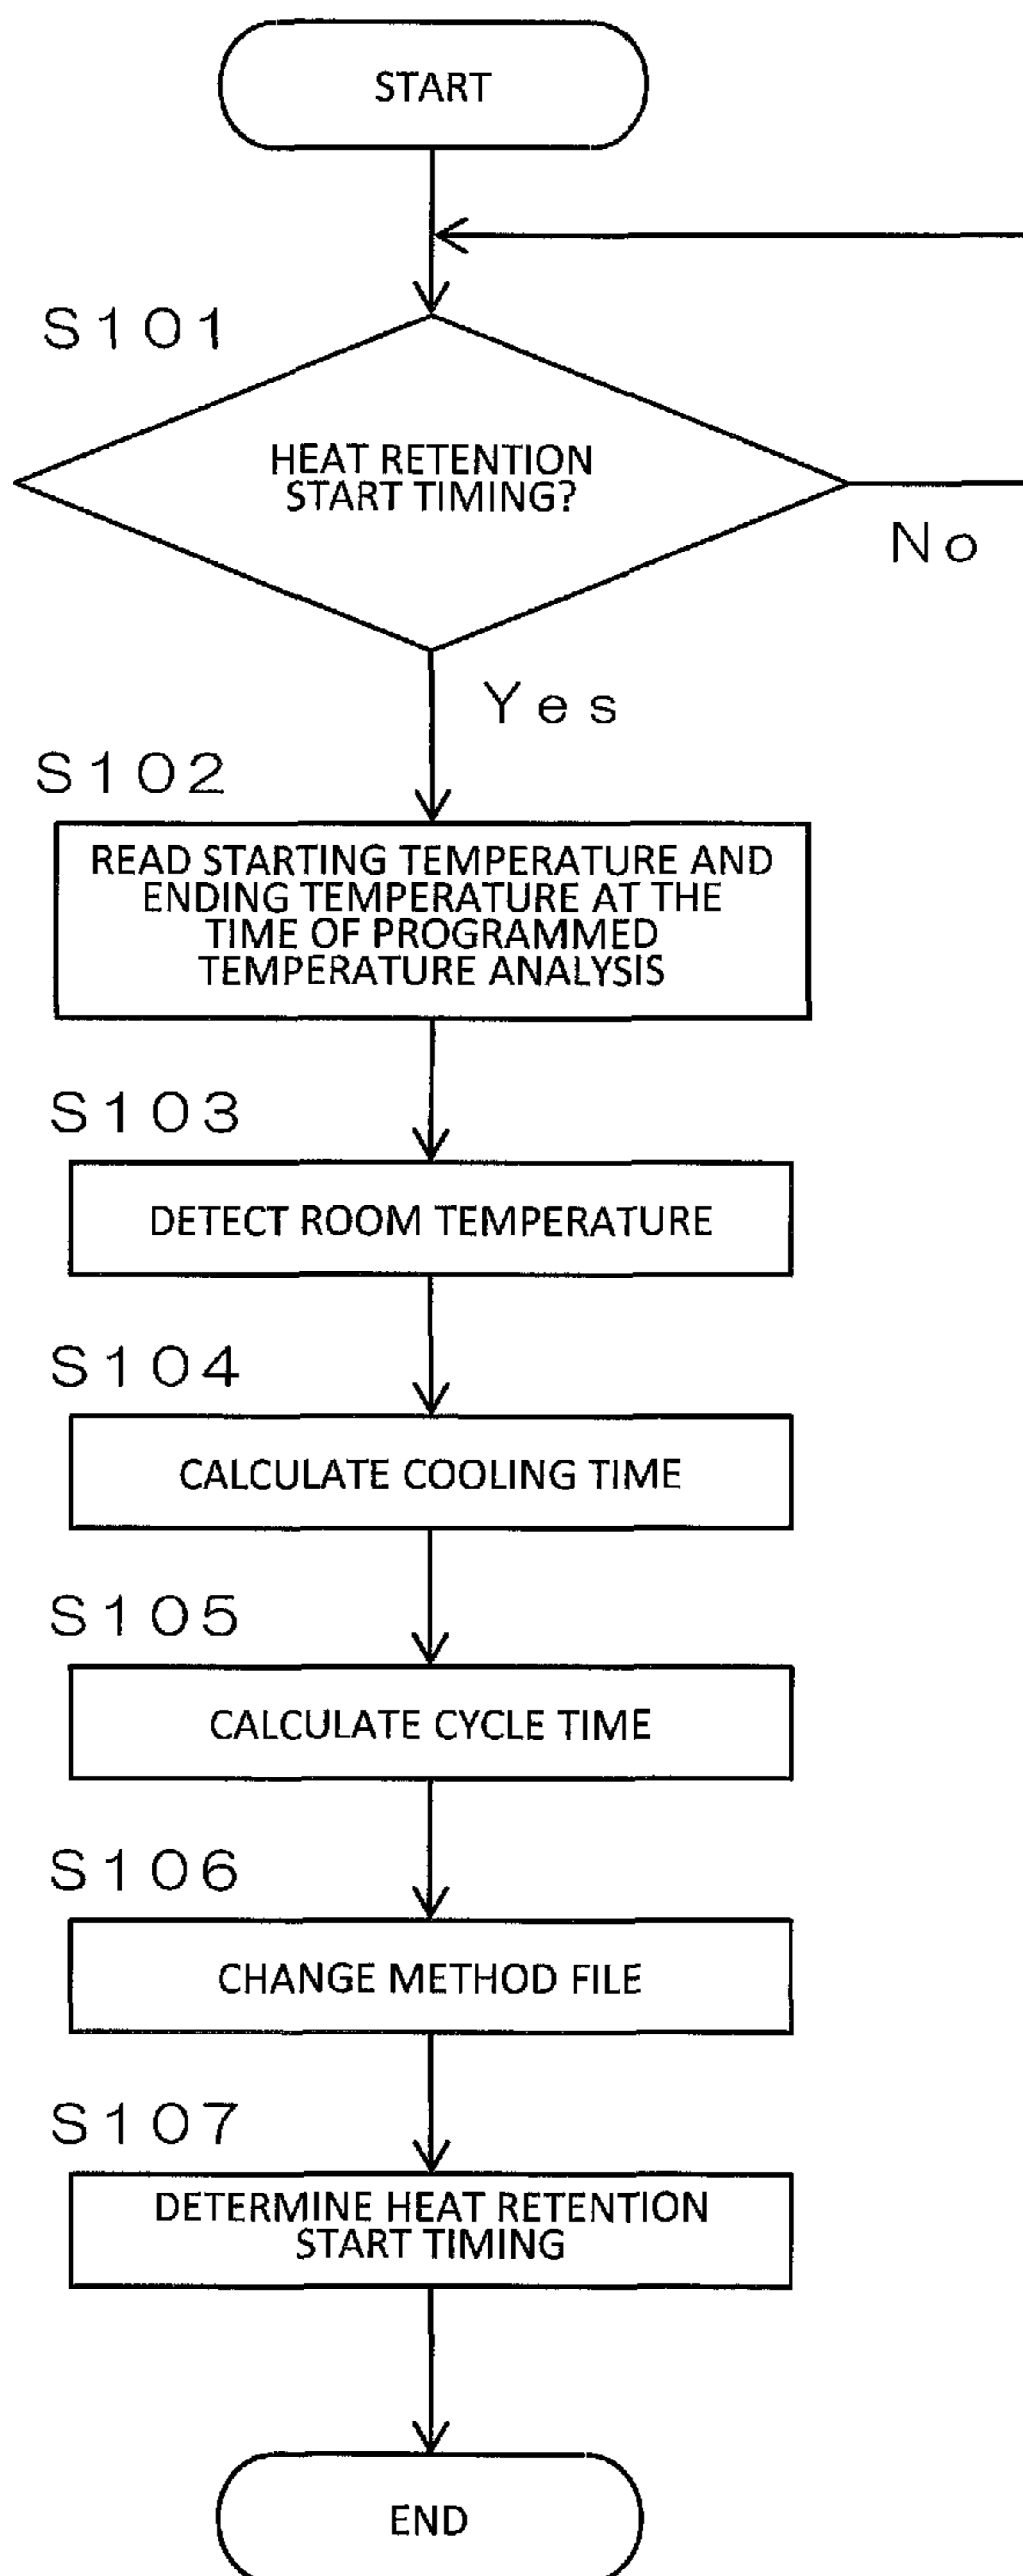 START
S101
HEAT RETENTION
START TIMING?
No
Yes
S102
READ STARTING TEMPERATURE AND
ENDING TEMPERATURE AT THE
TIME OF PROGRAMMED
TEMPERATURE ANALYSIS
S103
DETECT ROOM TEMPERATURE
S104
CALCULATE COOLING TIME
S105
CALCULATE CYCLE TIME
S106
CHANGE METHOD FILE
S107
DETERMINE HEAT RETENTION
START TIMING
END